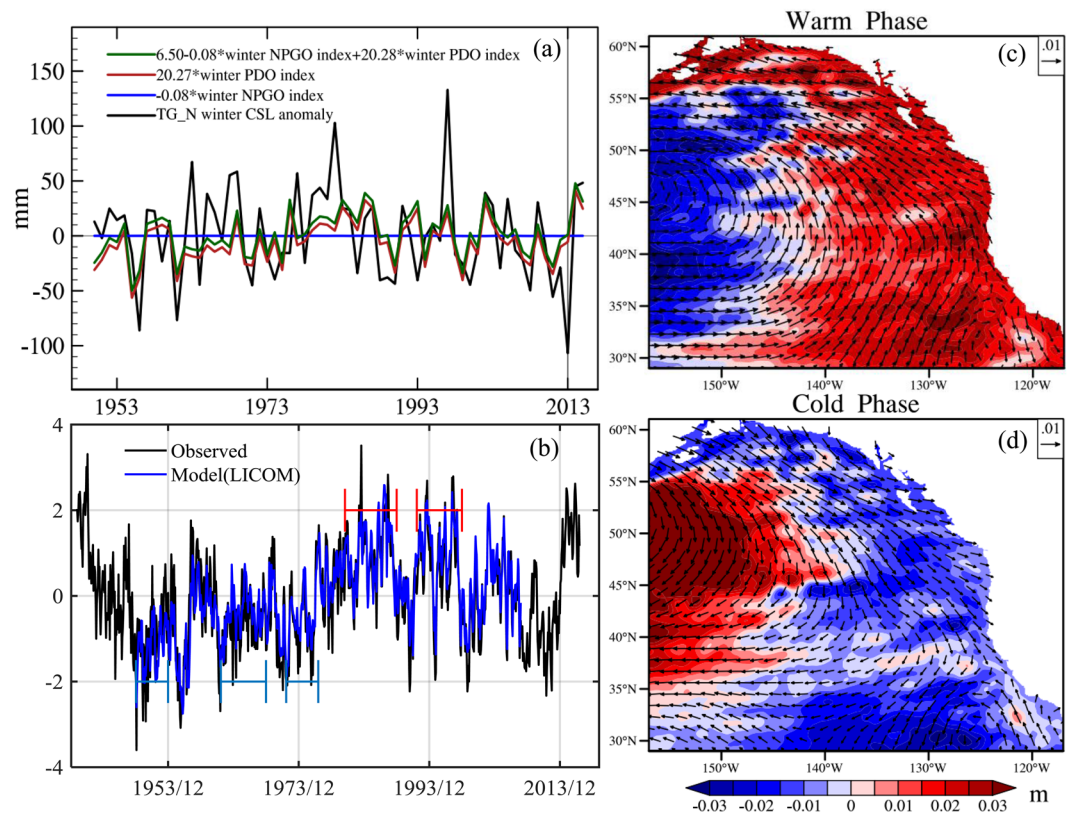 (a)
6.50-0.08*winter NPGO index+20.28*winter PDO index
20.27*winter PDO index
-0.08*winter NPGO index
TG_N winter CSL anomaly
mm
150
100
50
0
-50
-100
1953
1973
1993
2013
(b)
Observed
Model(LICOM)
4
2
0
-2
-4
1953/12
1973/12
1993/12
2013/12
Warm Phase
(c)
.01
60°N
55°N
50°N
45°N
40°N
35°N
30°N
150°W
140°W
130°W
120°W
Cold Phase
(d)
.01
60°N
55°N
50°N
45°N
40°N
35°N
30°N
150°W
140°W
130°W
120°W
-0.03 -0.02 -0.01 0 0.01 0.02 0.03 m